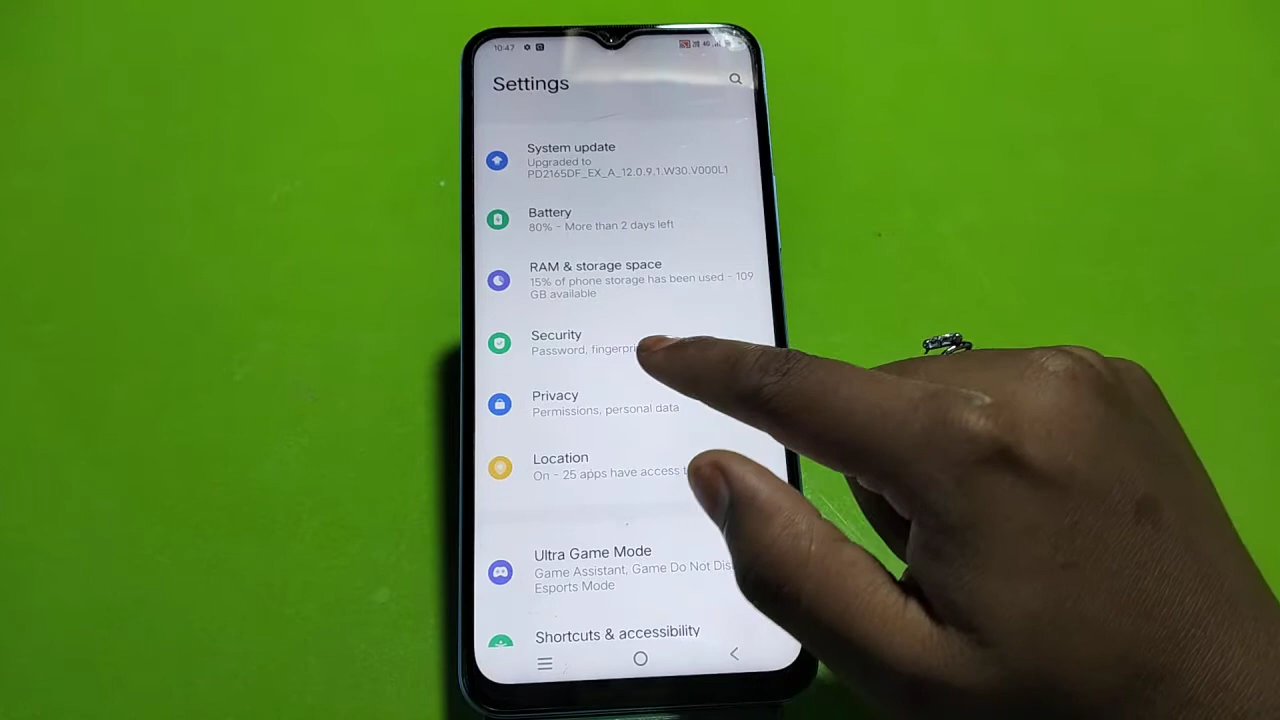 10:47
4G
Settings
System update
Upgraded to
PD2165DF_EX_A_12.0.9.1.W30.V000L1
Battery
80% - More than 2 days left
RAM & storage space
15% of phone storage has been used - 109
GB available
Security
Password,
Privacy
Permissions, personal data
Location
On - 25 apps have access
Ultra Game Mode
Game Assistant, Game Do Not
Esports Mode
Shortcuts & accessibility